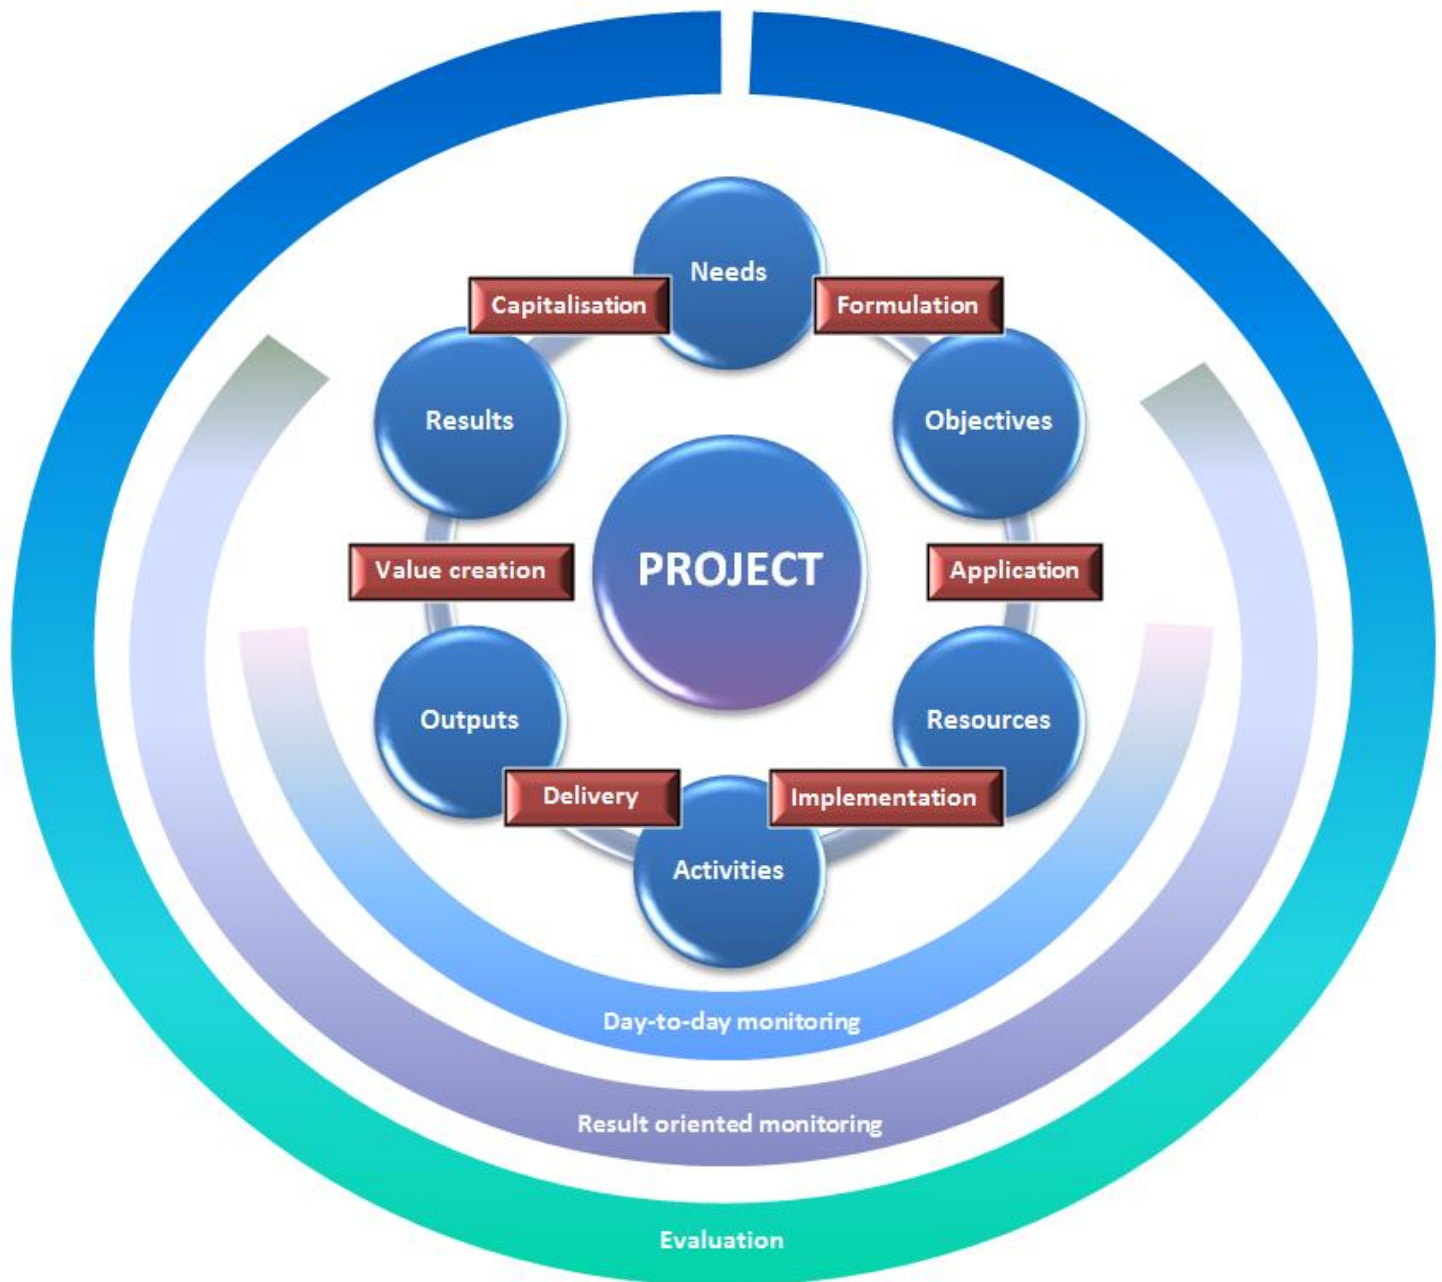 Needs
Capitalisation
Formulation
Results
Objectives
PROJECT
Value creation
Application
Outputs
Resources
Delivery
Implementation
Activities
Day-to-day monitoring
Result oriented monitoring
Evaluation